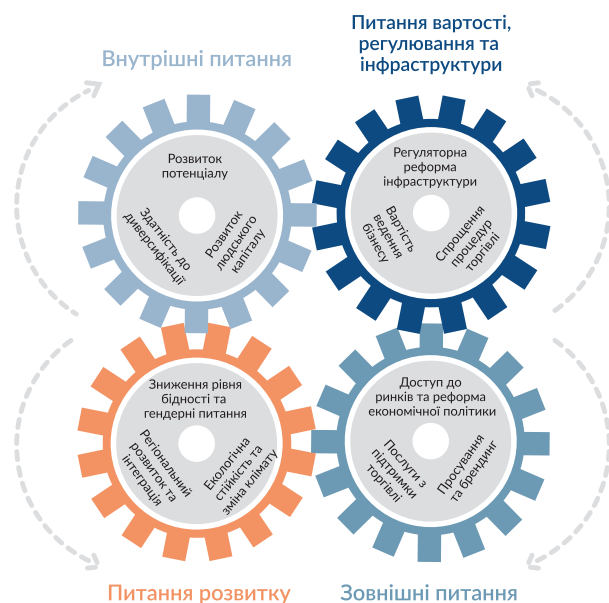 Внутрішні питання
Питання вартості,
регулювання та
інфраструктури
Розвиток
потенціалу
Здатність до
диверсифікації
Розвиток
людського
капіталу
Регуляторна
реформа
інфраструктури
Вартість
ведення
бізнесу
Спрощення
процедур
торгівлі
Зниження рівня
бідності та
гендерні питання
Регіональний
розвиток та
інтеграція
Екологічна
стійкість та
зміна клімату
Доступ до
ринків та реформа
економічної політики
Послуги з
підтримки
торгівлі
Просування
та брендинг
Питання розвитку
Зовнішні питання